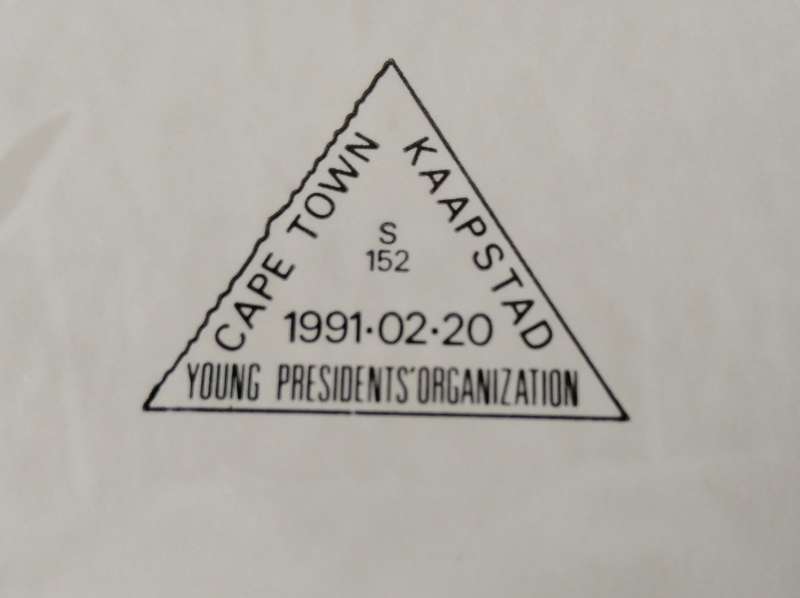 CAPE TOWN
KAAPSTAD
S
152
1991·02·20
YOUNG PRESIDENTS' ORGANIZATION